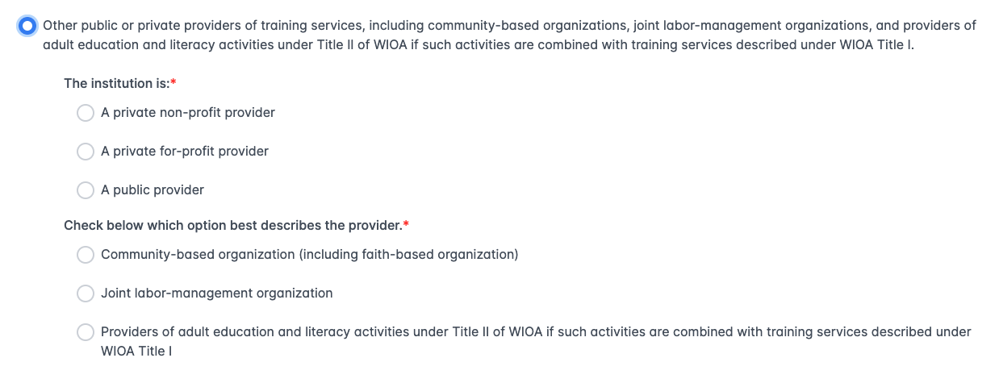 Other public or private providers of training services, including community-based organizations, joint labor-management organizations, and providers of
adult education and literacy activities under Title II of WIOA if such activities are combined with training services described under WIOA Title I.
The institution is:*
A private non-profit provider
A private for-profit provider
A public provider
Check below which option best describes the provider.*
Community-based organization (including faith-based organization)
Joint labor-management organization
Providers of adult education and literacy activities under Title II of WIOA if such activities are combined with training services described under
WIOA Title I